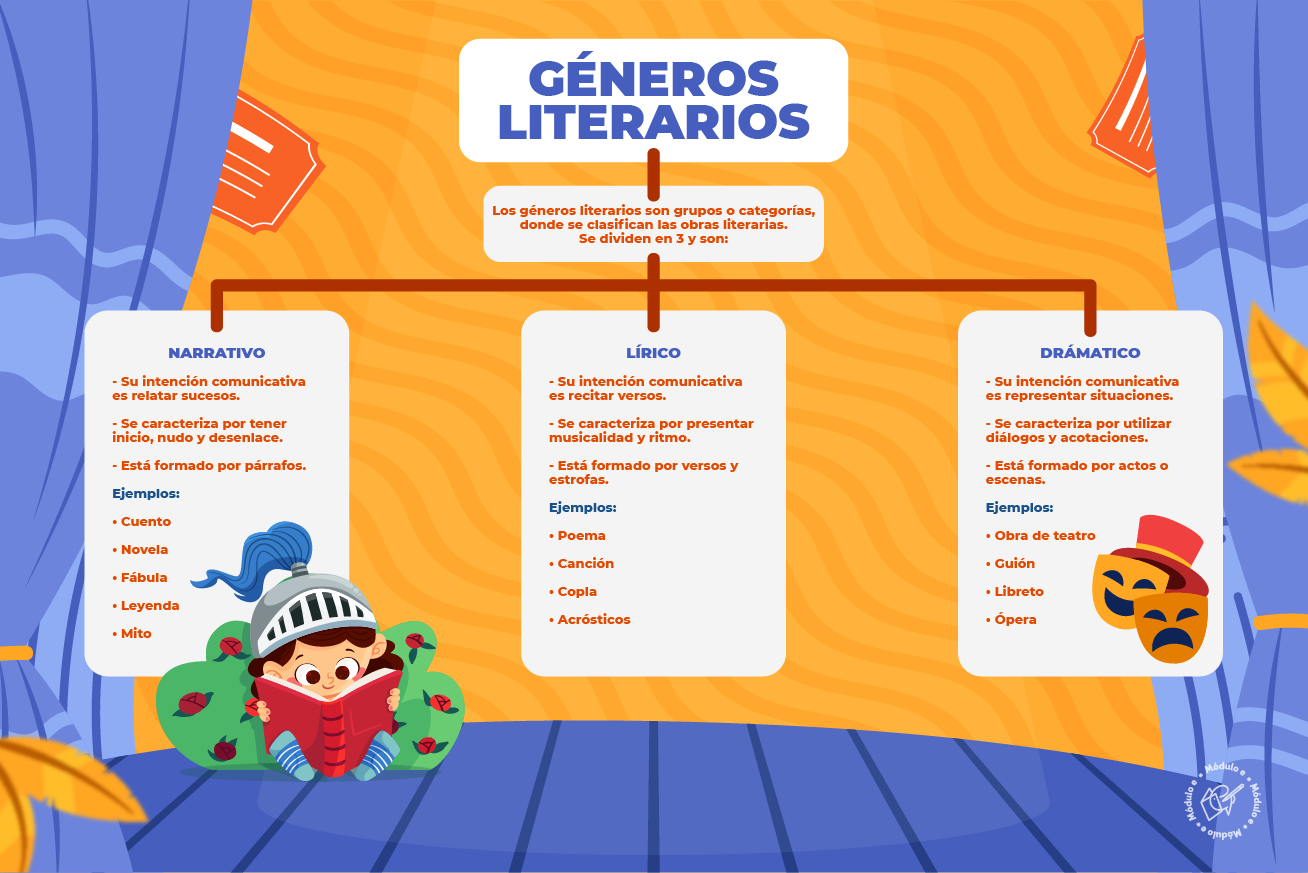 GÉNEROS
LITERARIOS
Los géneros literarios son grupos o categorías,
donde se clasifican las obras literarias.
Se dividen en 3 y son:
NARRATIVO
- Su intención comunicativa
es relatar sucesos.
- Se caracteriza por tener
inicio, nudo y desenlace.
- Está formado por párrafos.
Ejemplos:
• Cuento
• Novela
• Fábula
• Leyenda
• Mito
LÍRICO
- Su intención comunicativa
es recitar versos.
- Se caracteriza por presentar
musicalidad y ritmo.
- Está formado por versos y
estrofas.
Ejemplos:
• Poema
• Canción
• Copla
• Acrósticos
DRÁMATICO
- Su intención comunicativa
es representar situaciones.
- Se caracteriza por utilizar
diálogos y acotaciones.
- Está formado por actos o
escenas.
Ejemplos:
• Obra de teatro
• Guión
• Libreto
• Ópera
Módulo e • Módulo e • Módulo e • Módulo e •